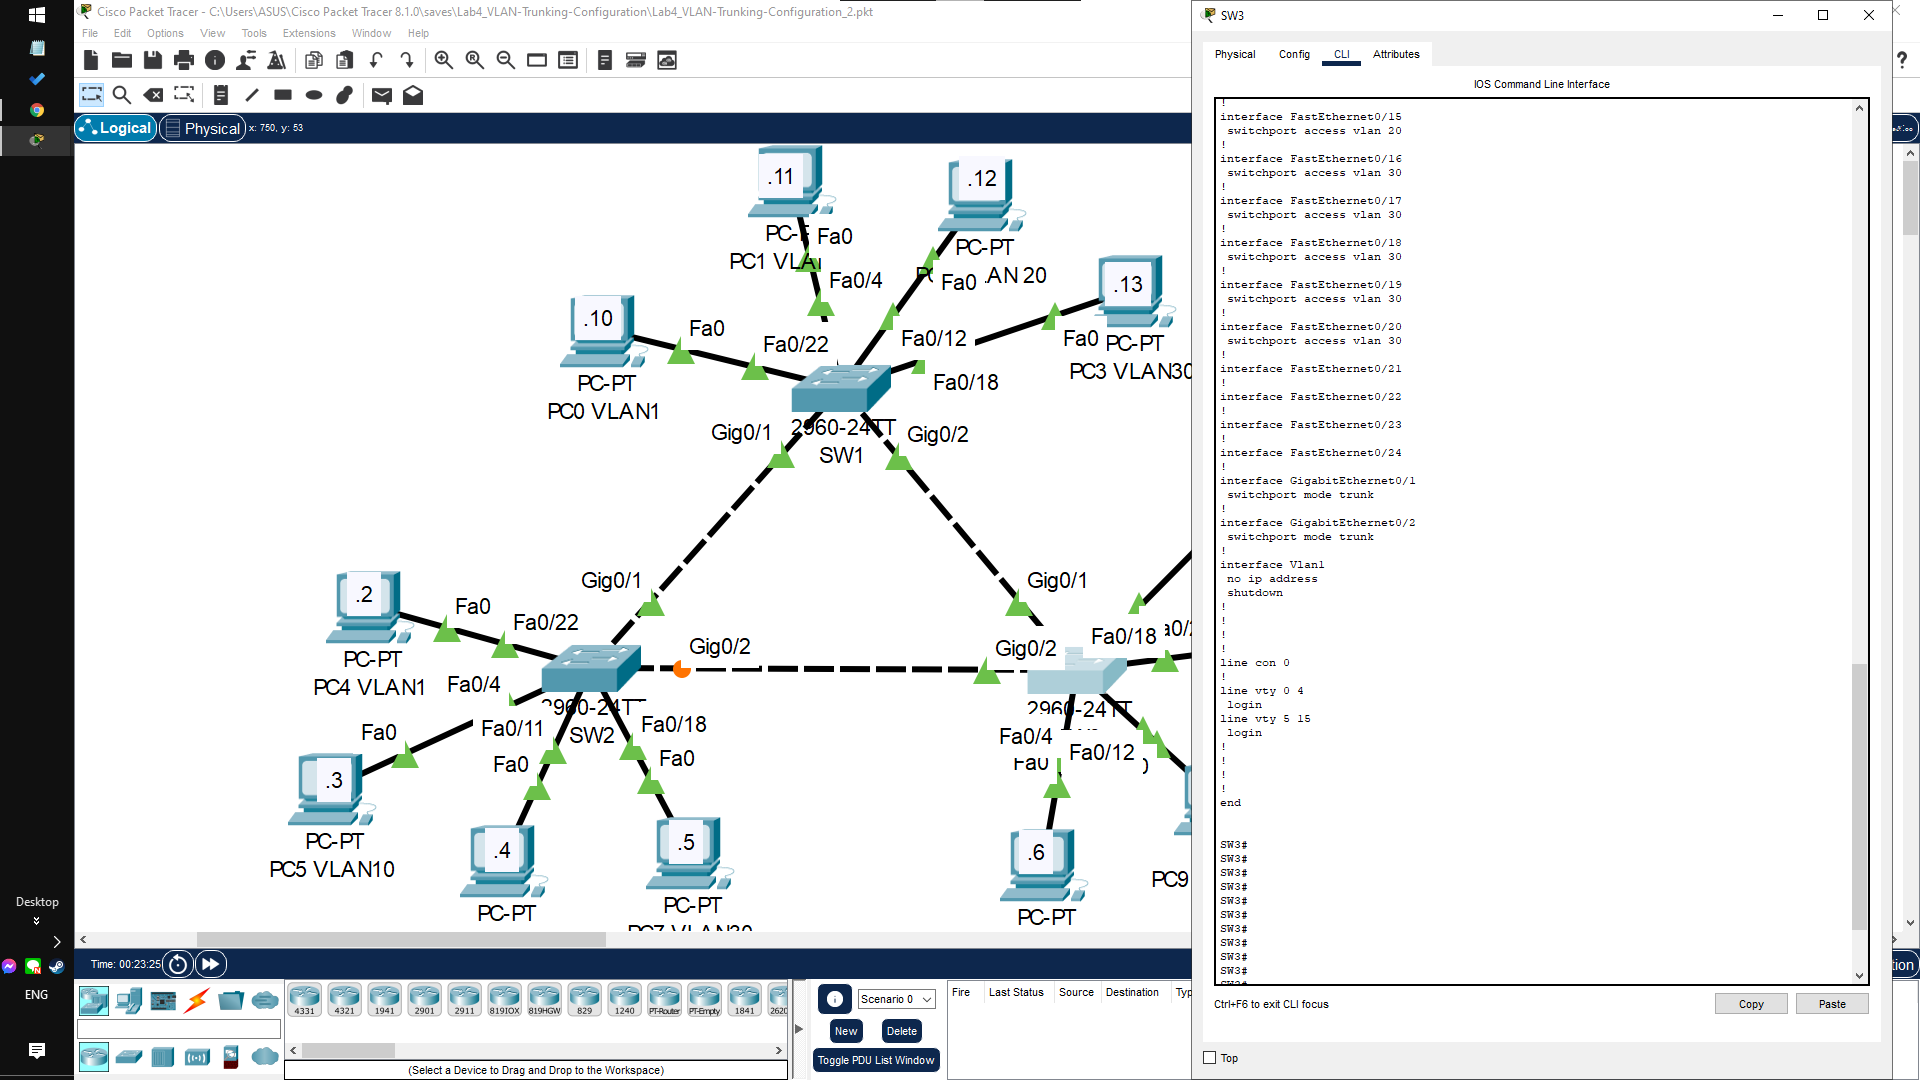 Cisco Packet Tracer - C:\Users\ASUS\Cisco Packet Tracer 8.1.0\saves\Lab4_VLAN-Trunking-Configuration\Lab4_VLAN-Trunking-Configuration_2.pkt
File Edit Options View Tools Extensions Window Help
Logical
Physical
x: 750, y: 53
.11
PC1
Fa0
Fa0/4
.12
PC-PT
AN 20
Fa0
Fa0/12
.13
Fa0
PC-PT
PC3 VLAN30
Fa0/18
.10
Fa0
Fa0/22
PC-PT
PC0 VLAN1
2960-24TT
SW1
Gig0/1
Gig0/2
Gig0/1
Gig0/1
.2
Fa0
Fa0/22
PC-PT
PC4 VLAN1
Fa0/4
Gig0/2
Gig0/2
Fa0/18
2960-24TT
SW2
Fa0/11
Fa0/18
Fa0
Fa0
Fa0
2960-24TT
Fa0/4
Fa0/12
Fa0
.3
PC-PT
PC5 VLAN10
.4
PC-PT
.5
PC-PT
PC7 VLAN30
.6
PC-PT
PC9
Desktop
ENG
Time: 00:23:25
4331 4321 1941 2901 2911 819IOX 819HGW 829 1240 PT-Router PT-Empty 1841
(Select a Device to Drag and Drop to the Workspace)
Scenario 0
New
Delete
Toggle PDU List Window
Fire Last Status Source Destination Typ
SW3
Physical Config CLI Attributes
IOS Command Line Interface
!
interface FastEthernet0/15
switchport access vlan 20
!
interface FastEthernet0/16
switchport access vlan 30
!
interface FastEthernet0/17
switchport access vlan 30
!
interface FastEthernet0/18
switchport access vlan 30
!
interface FastEthernet0/19
switchport access vlan 30
!
interface FastEthernet0/20
switchport access vlan 30
!
interface FastEthernet0/21
!
interface FastEthernet0/22
!
interface FastEthernet0/23
!
interface FastEthernet0/24
!
interface GigabitEthernet0/1
switchport mode trunk
!
interface GigabitEthernet0/2
switchport mode trunk
!
interface Vlan1
no ip address
shutdown
!
!
!
!
line con 0
!
line vty 0 4
login
line vty 5 15
login
!
!
!
!
end
SW3#
SW3#
SW3#
SW3#
SW3#
SW3#
SW3#
SW3#
SW3#
SW3#
Ctrl+F6 to exit CLI focus
Copy
Paste
Top